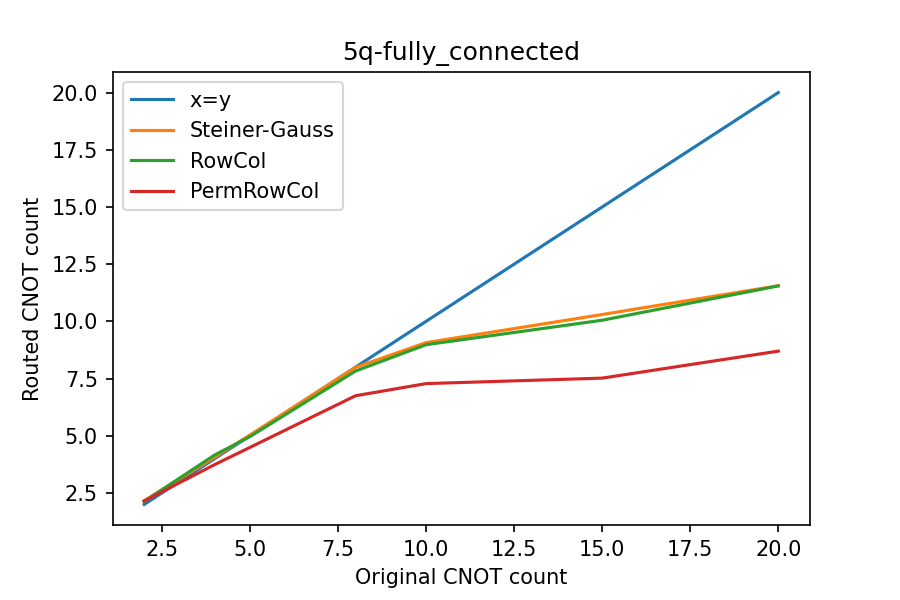 5q-fully_connected
x=y
Steiner-Gauss
RowCol
PermRowCol
Routed CNOT count
20.0
17.5
15.0
12.5
10.0
7.5
5.0
2.5
2.5 5.0 7.5 10.0 12.5 15.0 17.5 20.0
Original CNOT count